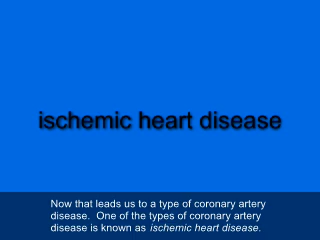 ischemic heart disease
Now that leads us to a type of coronary artery
disease.  One of the types of coronary artery
disease is known as ischemic heart disease.